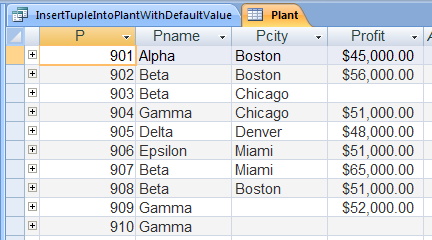 InsertTupleIntoPlantWithDefaultValue Plant
P Pname Pcity Profit
901 Alpha Boston $45,000.00
902 Beta Boston $56,000.00
903 Beta Chicago
904 Gamma Chicago $51,000.00
905 Delta Denver $48,000.00
906 Epsilon Miami $51,000.00
907 Beta Miami $65,000.00
908 Beta Boston $51,000.00
909 Gamma $52,000.00
910 Gamma